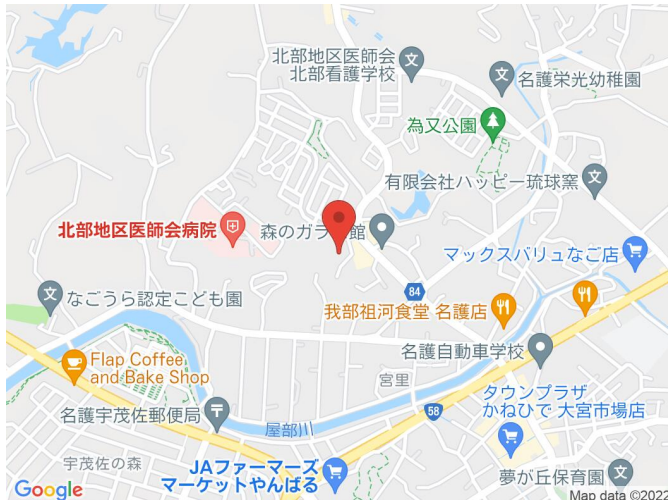 北部地区医師会
北部看護学校
名護栄光幼稚園
為又公園
有限会社ハッピー琉球窯
北部地区医師会病院
森のガラ
館
マックスバリュなご店
84
なごうら認定こども園
我部祖河食堂 名護店
名護自動車学校
Flap Coffee
and Bake Shop
宮里
タウンプラザ
かねひで 大宮市場店
58
名護宇茂佐郵便局
屋部川
宇茂佐の森
JAファーマーズ
マーケットやんばる
夢が丘保育園
Google
Map data ©2022